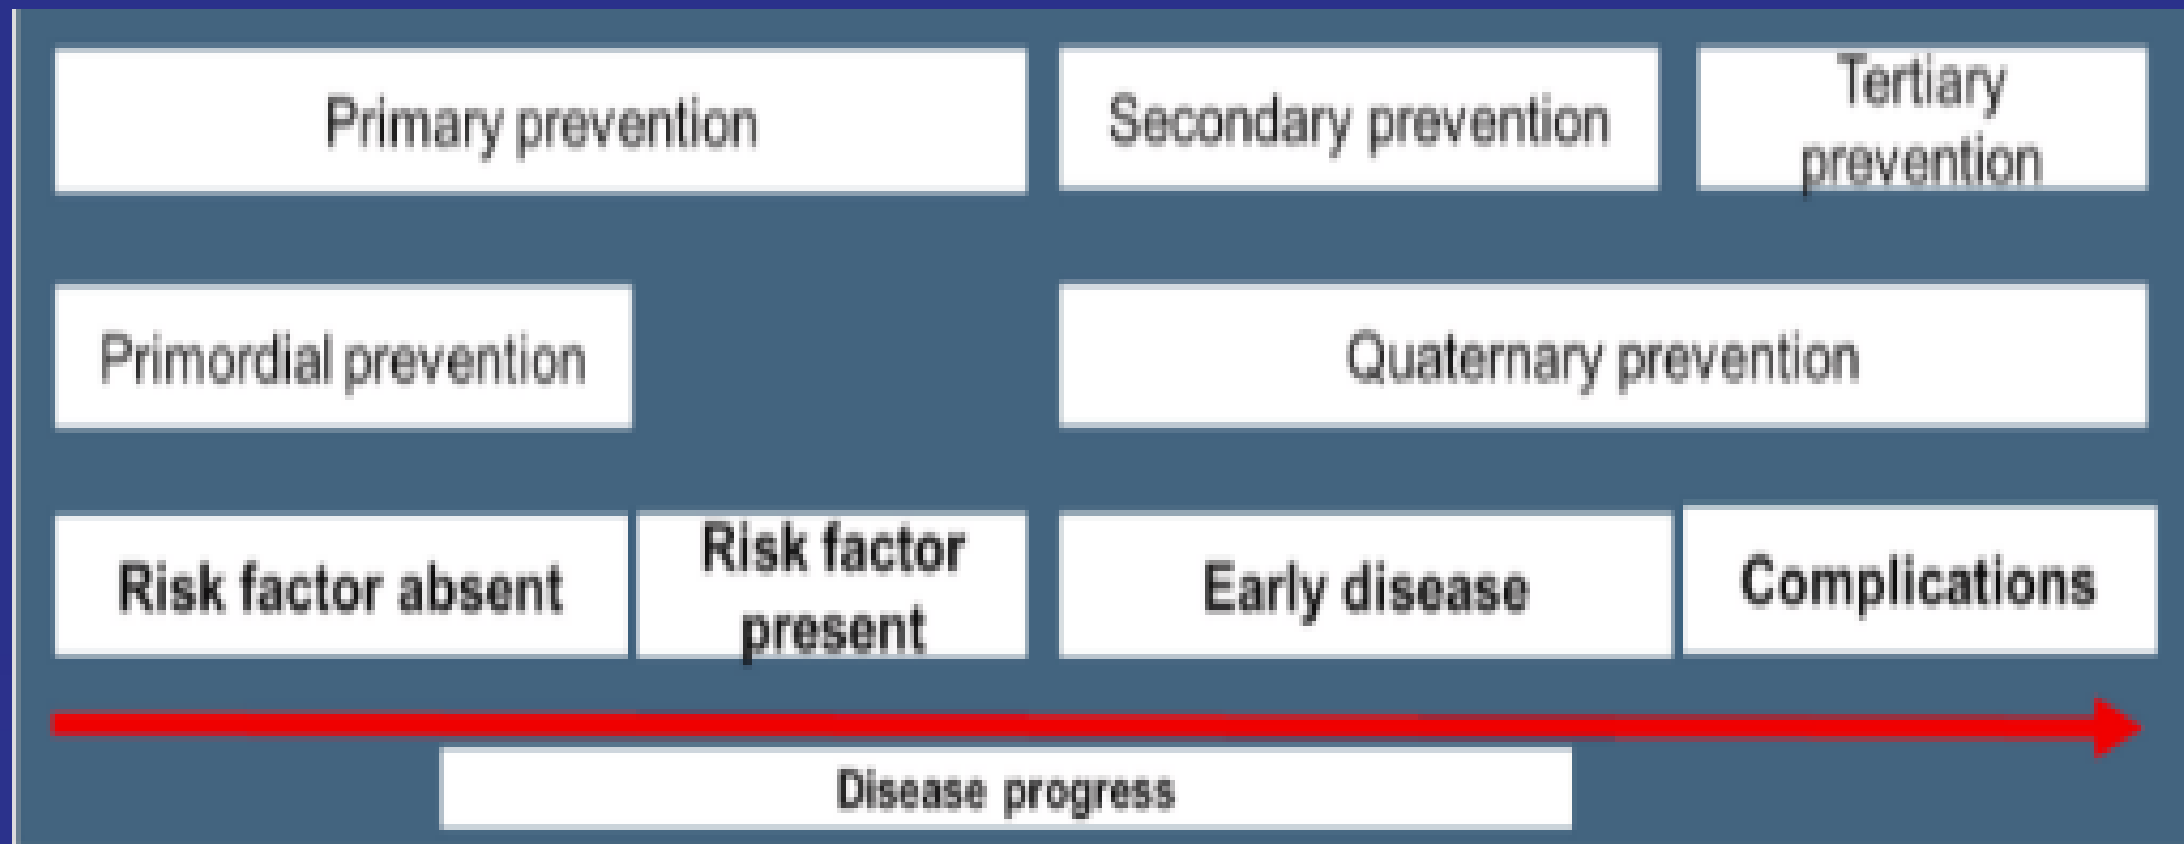 Primary prevention
Secondary prevention
Tertiary
prevention
Primordial prevention
Quaternary prevention
Risk factor absent
Risk factor
present
Early disease
Complications
Disease progress